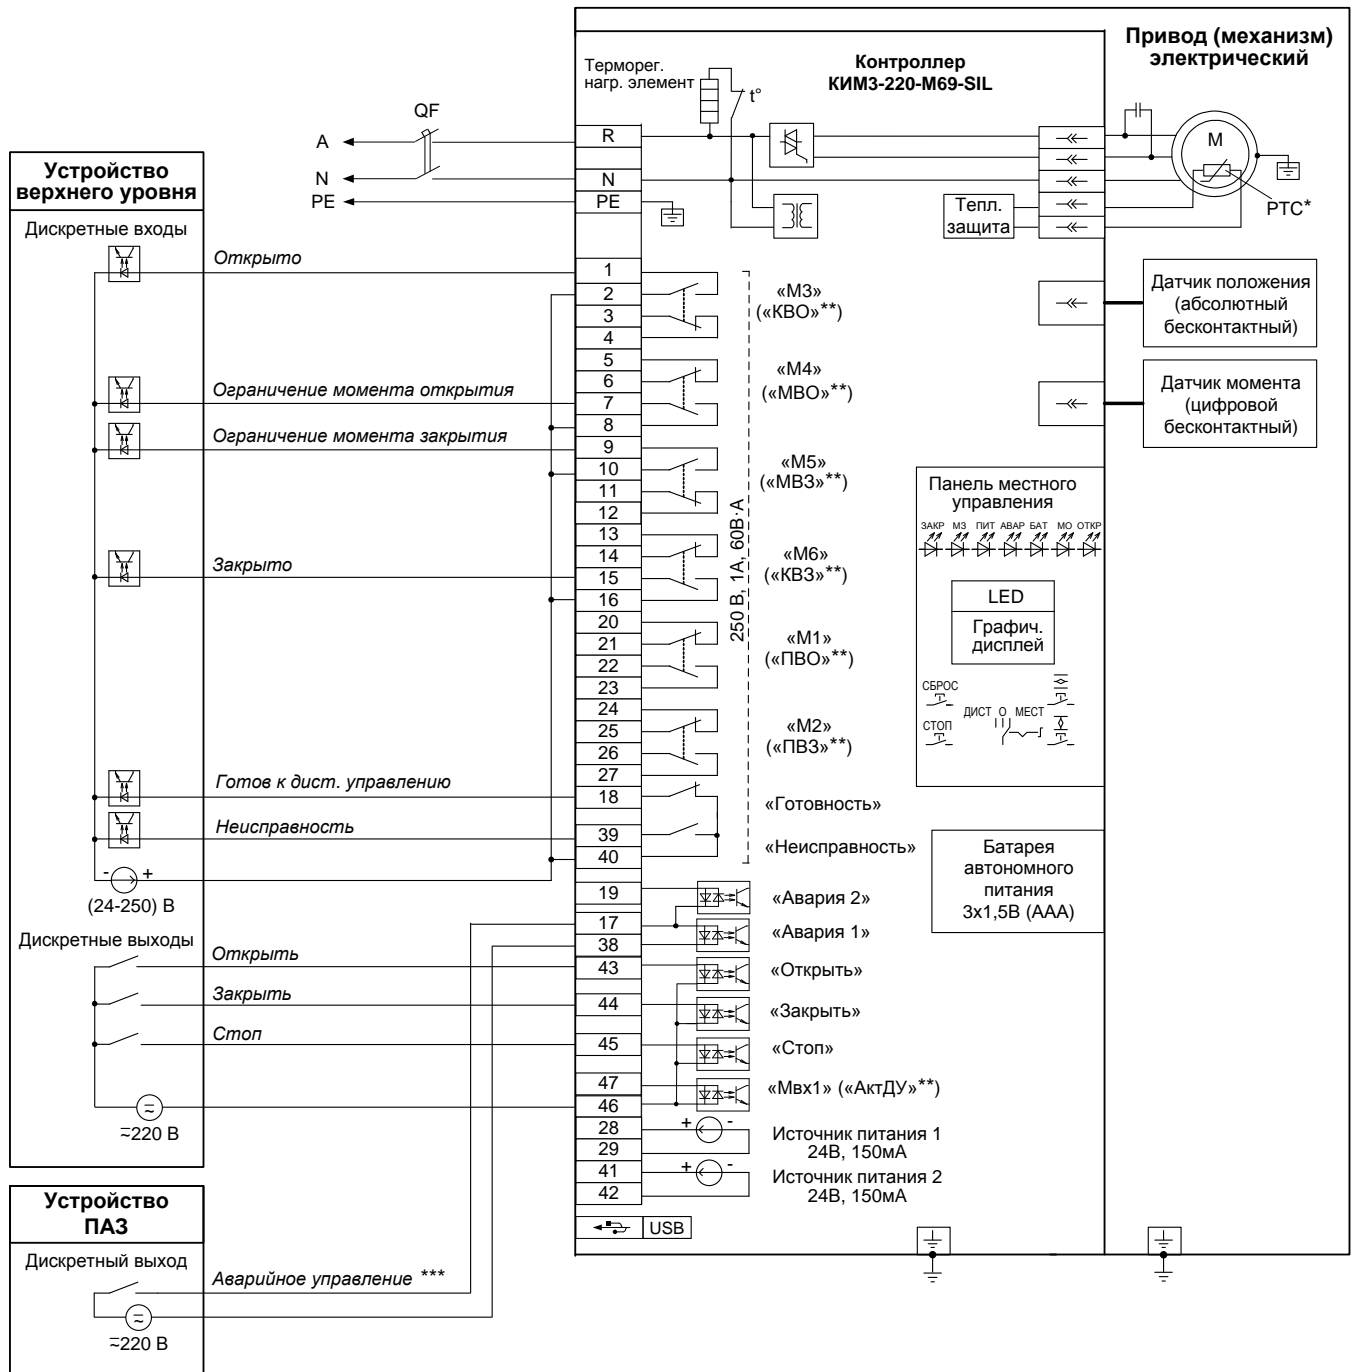 Привод (механизм)
электрический
Контроллер
КИМ3-220-М69-SIL
Терморег.
нагр. элемент
t°
QF
A
N
PE
R
N
PE
M
PTC*
Тепл.
защита
Устройство
верхнего уровня
Дискретные входы
Открыто
Ограничение момента открытия
Ограничение момента закрытия
Закрыто
Готов к дист. управлению
Неисправность
- +
(24-250) В
Дискретные выходы
Открыть
Закрыть
Стоп
≂220 В
Устройство
ПАЗ
Дискретный выход
Аварийное управление ***
≂220 В
1
2
3
4
5
6
7
8
9
10
11
12
13
14
15
16
20
21
22
23
24
25
26
27
18
39
40
19
17
38
43
44
45
47
46
28
29
41
42
USB
«М3»
(«КВО»**)
«М4»
(«МВО»**)
«М5»
(«МВЗ»**)
«М6»
(«КВЗ»**)
«М1»
(«ПВО»**)
«М2»
(«ПВЗ»**)
250 В, 1А, 60В·А
«Готовность»
«Неисправность»
«Авария 2»
«Авария 1»
«Открыть»
«Закрыть»
«Стоп»
«Мвх1» («АктДУ»**)
+ -
Источник питания 1
24В, 150мА
+ -
Источник питания 2
24В, 150мА
Датчик положения
(абсолютный
бесконтактный)
Датчик момента
(цифровой
бесконтактный)
Панель местного
управления
ЗАКР МЗ ПИТ АВАР БАТ МО ОТКР
LED
Графич.
дисплей
СБРОС
ДИСТ О МЕСТ
СТОП
Батарея
автономного
питания
3х1,5В (ААА)